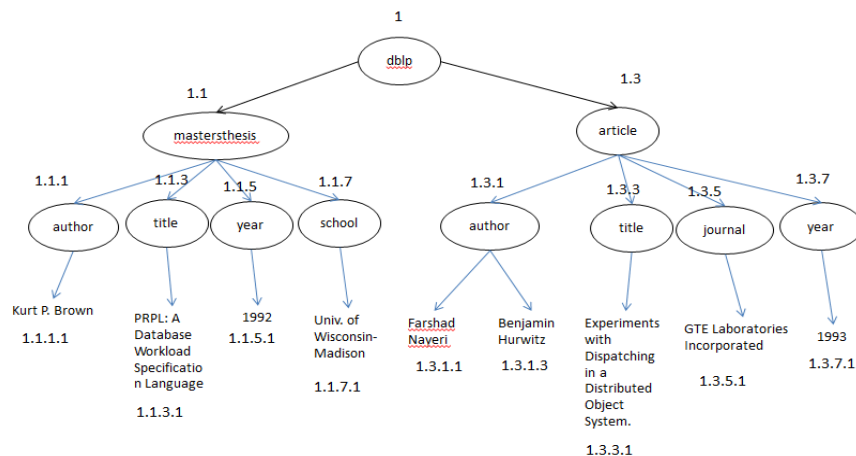 1
dblp
1.1
1.3
mastersthesis
article
1.1.1
1.1.3
1.1.5
1.1.7
1.3.1
1.3.3
1.3.5
1.3.7
author
title
year
school
author
title
journal
year
Kurt P. Brown
1.1.1.1
PRPL: A
Database
Workload
Specificatio
n Language
1.1.3.1
1992
1.1.5.1
Univ. of
Wisconsin-
Madison
1.1.7.1
Farshad
Nayeri
1.3.1.1
Benjamin
Hurwitz
1.3.1.3
Experiments
with
Dispatching
in a
Distributed
Object
System.
1.3.3.1
GTE Laboratories
Incorporated
1.3.5.1
1993
1.3.7.1